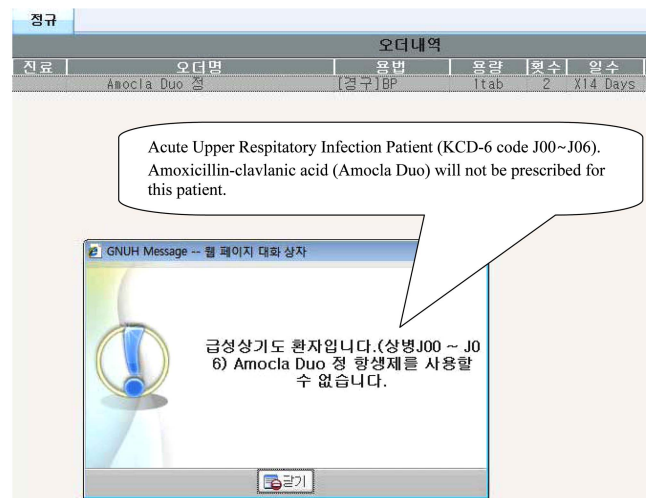 정규
오더내역
진료 오더명 용법 용량 횟수 일수
Amocla Duo 정 [경구]BP 1tab 2 X14 Days
Acute Upper Respitatory Infection Patient (KCD-6 code J00~J06).
Amoxicillin-clavlanic acid (Amocla Duo) will not be prescribed for
this patient.
GNUH Message -- 웹 페이지 대화 상자
급성상기도 환자입니다.(상병J00 ~ J0
6) Amocla Duo 정 항생제를 사용할
수 없습니다.
닫기